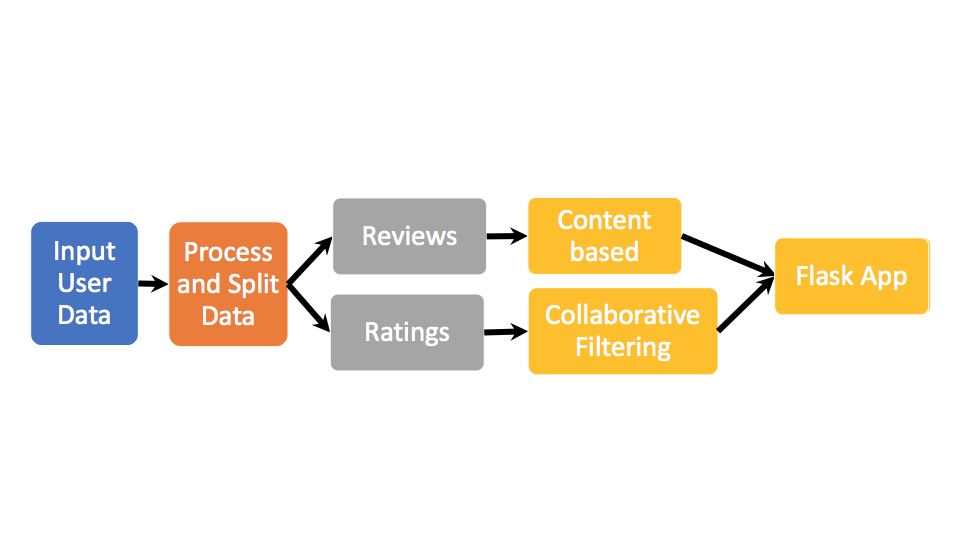 Input
User
Data
Process
and Split
Data
Reviews
Ratings
Content
based
Collaborative
Filtering
Flask App